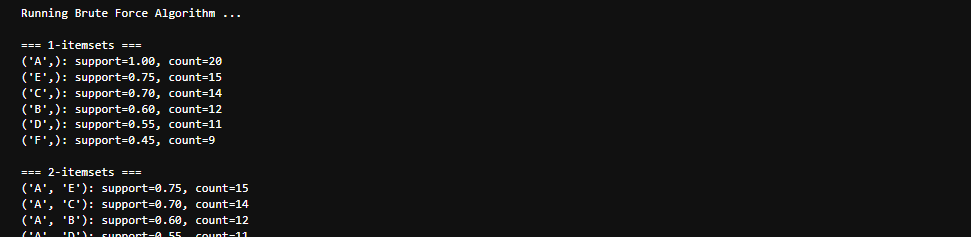 Running Brute Force Algorithm ...
=== 1-itemsets ===
('A',): support=1.00, count=20
('E',): support=0.75, count=15
('C',): support=0.70, count=14
('B',): support=0.60, count=12
('D',): support=0.55, count=11
('F',): support=0.45, count=9
=== 2-itemsets ===
('A', 'E'): support=0.75, count=15
('A', 'C'): support=0.70, count=14
('A', 'B'): support=0.60, count=12
('A', 'D'): support=0.55, count=11